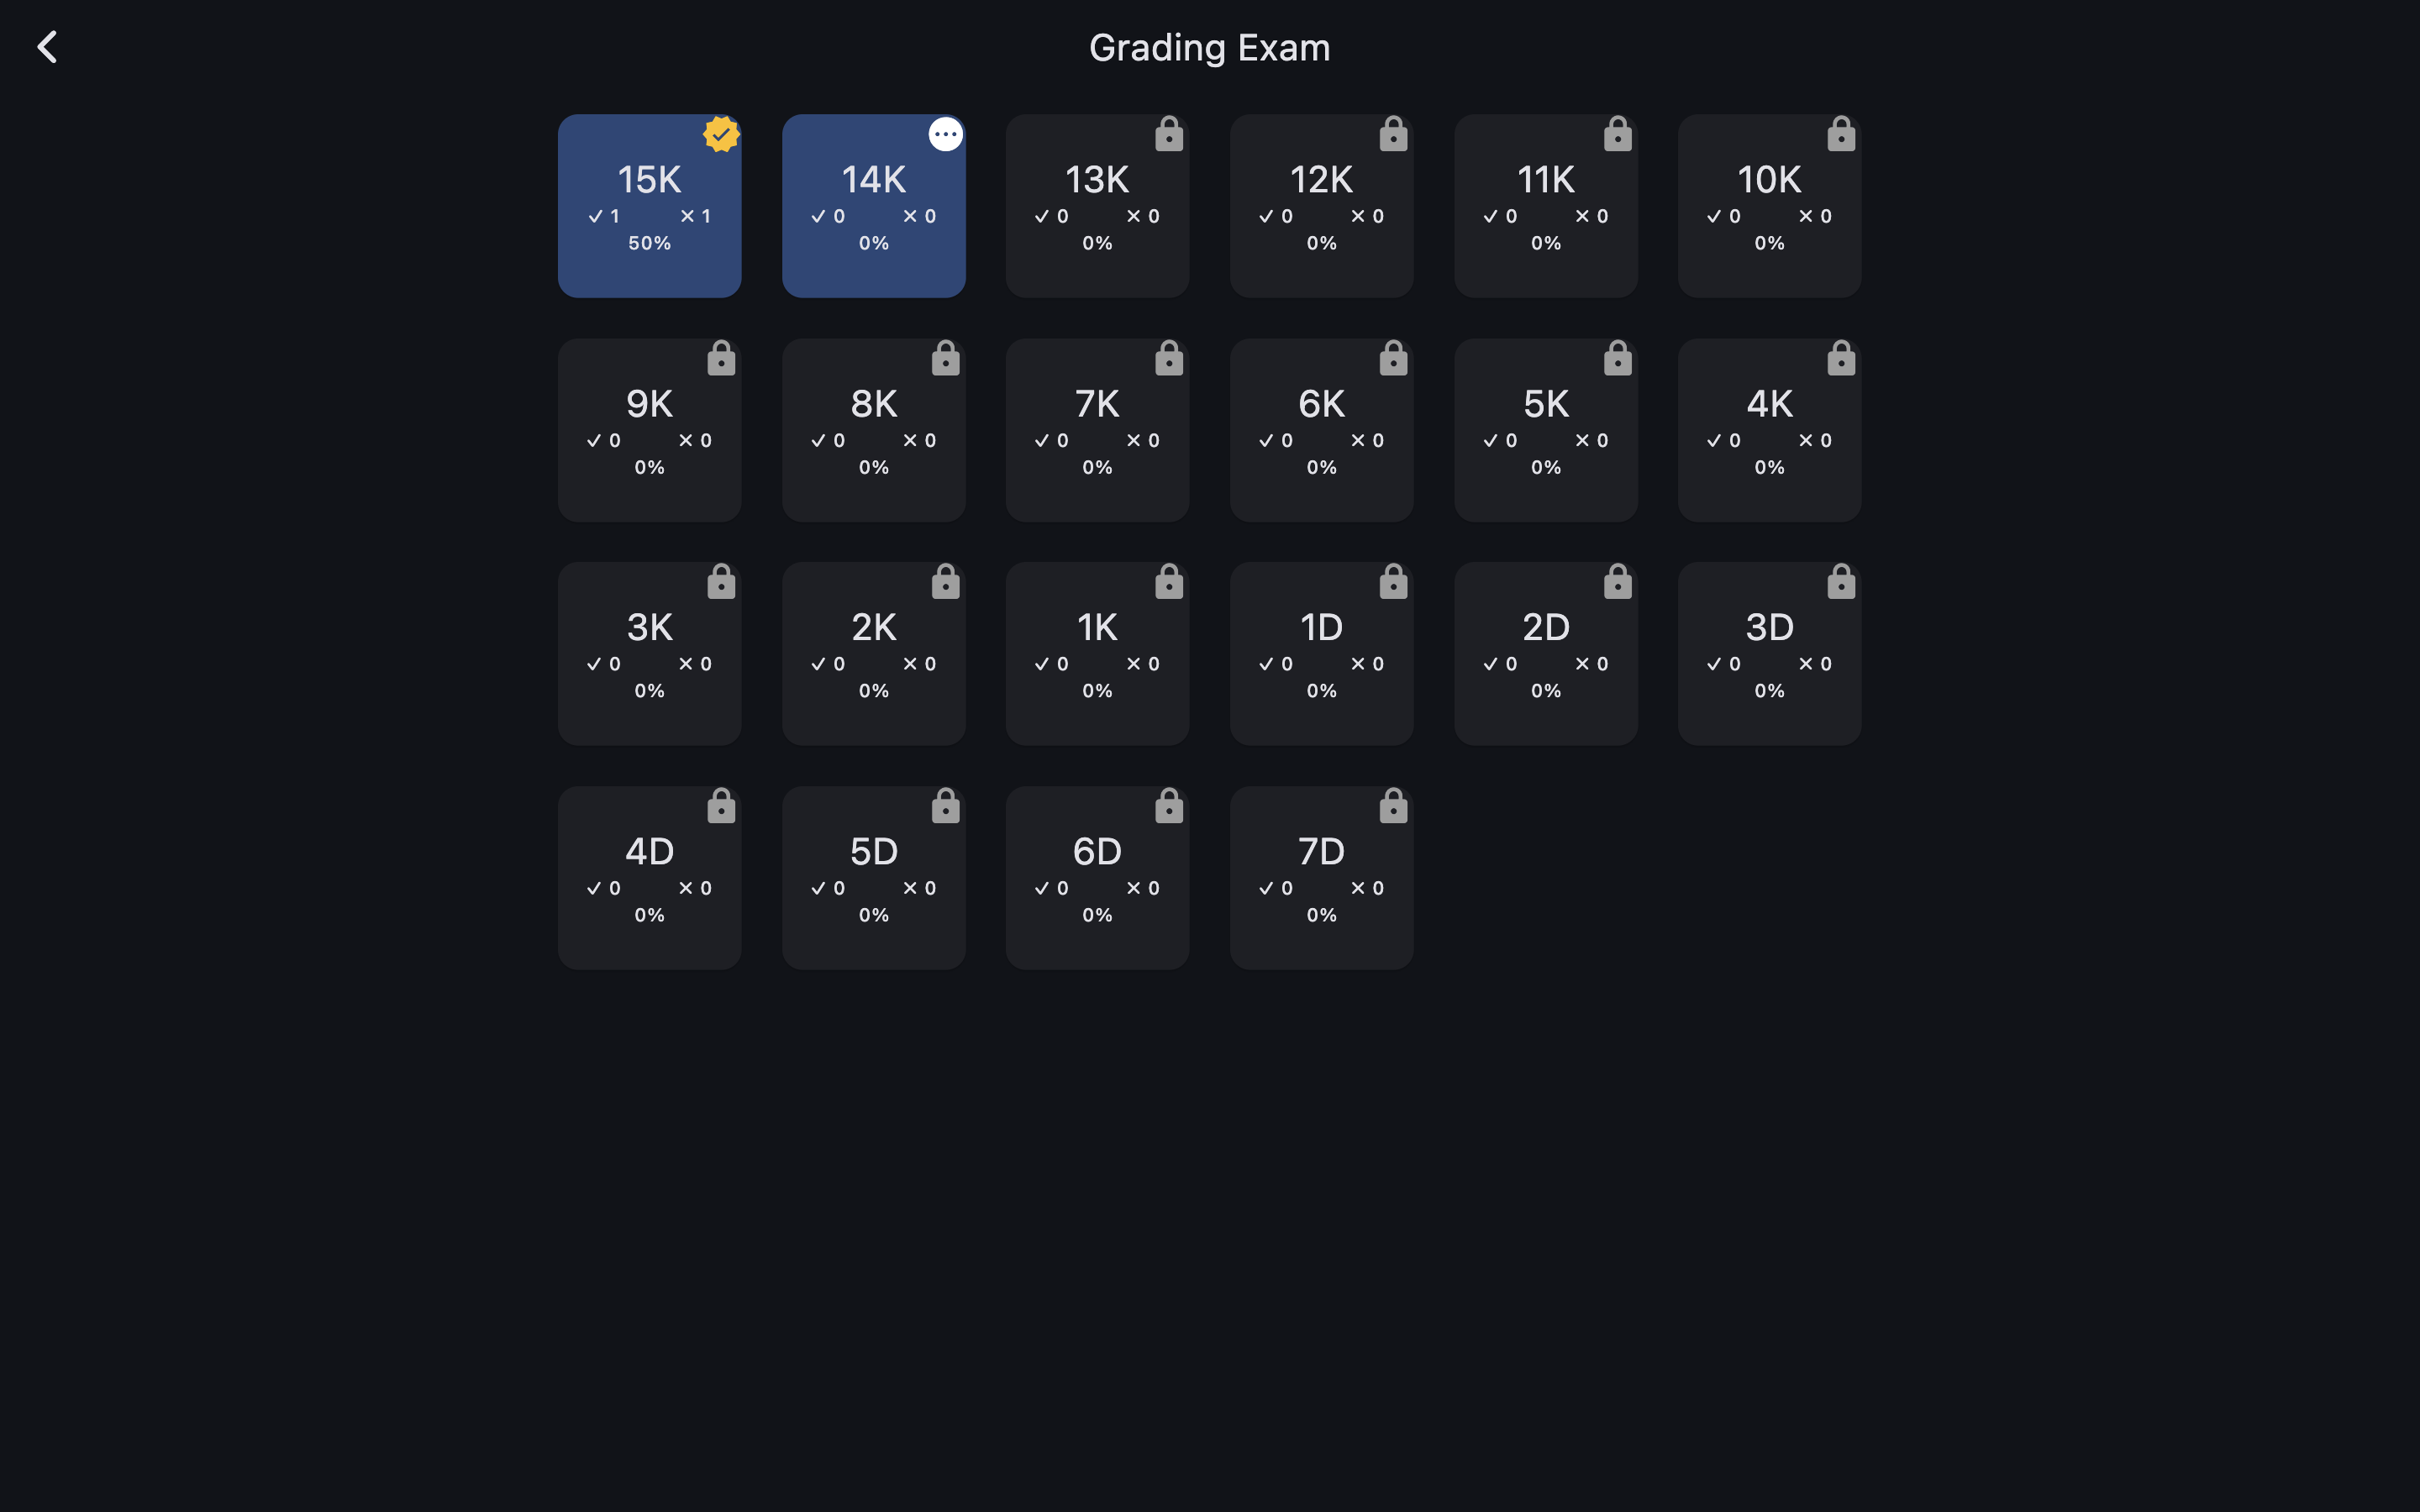 Grading Exam
15K 14K 13K 12K 11K 10K
✓ 1 ✕ 1 ✓ 0 ✕ 0 ✓ 0 ✕ 0 ✓ 0 ✕ 0 ✓ 0 ✕ 0 ✓ 0 ✕ 0
50% 0% 0% 0% 0% 0%
9K 8K 7K 6K 5K 4K
✓ 0 ✕ 0 ✓ 0 ✕ 0 ✓ 0 ✕ 0 ✓ 0 ✕ 0 ✓ 0 ✕ 0 ✓ 0 ✕ 0
0% 0% 0% 0% 0% 0%
3K 2K 1K 1D 2D 3D
✓ 0 ✕ 0 ✓ 0 ✕ 0 ✓ 0 ✕ 0 ✓ 0 ✕ 0 ✓ 0 ✕ 0 ✓ 0 ✕ 0
0% 0% 0% 0% 0% 0%
4D 5D 6D 7D
✓ 0 ✕ 0 ✓ 0 ✕ 0 ✓ 0 ✕ 0 ✓ 0 ✕ 0
0% 0% 0% 0%